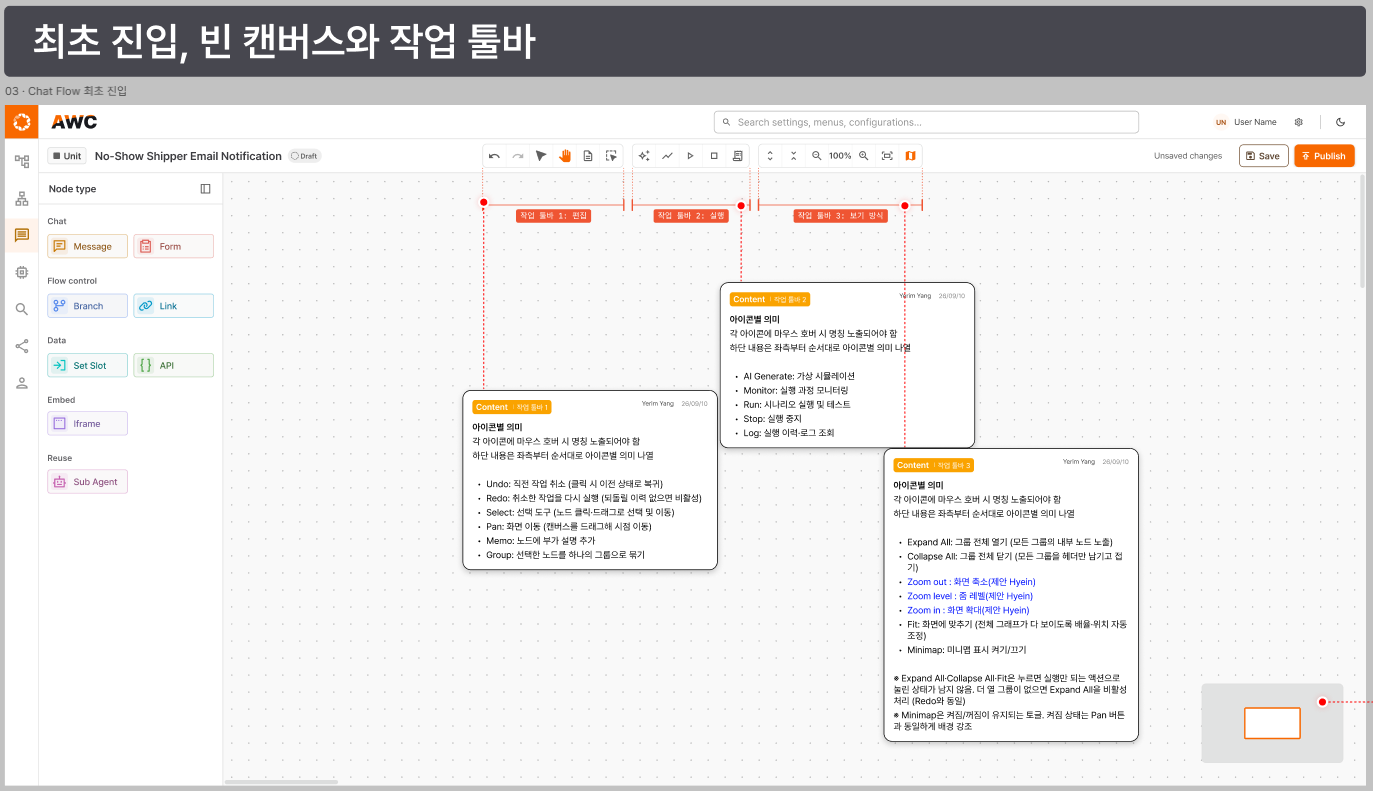 최초 진입, 빈 캔버스와 작업 툴바
03 · Chat Flow 최초 진입
AWC
Search settings, menus, configurations...
UN User Name
Unit No-Show Shipper Email Notification Draft
100%
Unsaved changes Save Publish
Node type
작업 툴바 1: 편집
작업 툴바 2: 실행
작업 툴바 3: 보기 방식
Chat
Message Form
Flow control
Branch Link
Data
Set Slot API
Embed
Iframe
Reuse
Sub Agent
Content 작업 툴바 2 Yerim Yang 26/09/10
아이콘별 의미
각 아이콘에 마우스 호버 시 명칭 노출되어야 함
하단 내용은 좌측부터 순서대로 아이콘별 의미 나열
• AI Generate: 가상 시뮬레이션
• Monitor: 실행 과정 모니터링
• Run: 시나리오 실행 및 테스트
• Stop: 실행 중지
• Log: 실행 이력·로그 조회
Content 작업 툴바 1 Yerim Yang 26/09/10
아이콘별 의미
각 아이콘에 마우스 호버 시 명칭 노출되어야 함
하단 내용은 좌측부터 순서대로 아이콘별 의미 나열
• Undo: 직전 작업 취소 (클릭 시 이전 상태로 복귀)
• Redo: 취소한 작업을 다시 실행 (되돌릴 이력 없으면 비활성)
• Select: 선택 도구 (노드 클릭·드래그로 선택 및 이동)
• Pan: 화면 이동 (캔버스를 드래그해 시점 이동)
• Memo: 노드에 부가 설명 추가
• Group: 선택한 노드를 하나의 그룹으로 묶기
Content 작업 툴바 3 Yerim Yang 26/09/10
아이콘별 의미
각 아이콘에 마우스 호버 시 명칭 노출되어야 함
하단 내용은 좌측부터 순서대로 아이콘별 의미 나열
• Expand All: 그룹 전체 열기 (모든 그룹의 내부 노드 노출)
• Collapse All: 그룹 전체 닫기 (모든 그룹을 헤더만 남기고 접
기)
• Zoom out : 화면 축소(제안 Hyein)
• Zoom level : 줌 레벨(제안 Hyein)
• Zoom in : 화면 확대(제안 Hyein)
• Fit: 화면에 맞추기 (전체 그래프가 다 보이도록 배율·위치 자동
조정)
• Minimap: 미니맵 표시 켜기/끄기
※ Expand All·Collapse All·Fit은 누르면 실행만 되는 액션으로
눌린 상태가 남지 않음. 더 열 그룹이 없으면 Expand All을 비활성
처리 (Redo와 동일)
※ Minimap은 켜짐/꺼짐이 유지되는 토글. 켜짐 상태는 Pan 버튼
과 동일하게 배경 강조